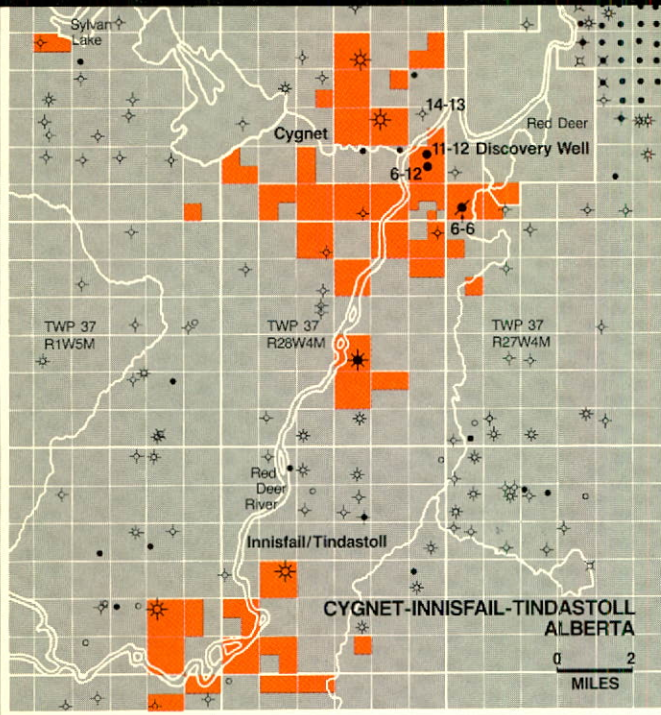 Sylvan
Lake
14-13
Red Deer
Cygnet
11-12 Discovery Well
6-12
6-6
TWP 37
R1W5M
TWP 37
R28W4M
TWP 37
R27W4M
Red
Deer
River
Innisfail/Tindastoll
CYGNET-INNISFAIL-TINDASTOLL
ALBERTA
0 2
MILES